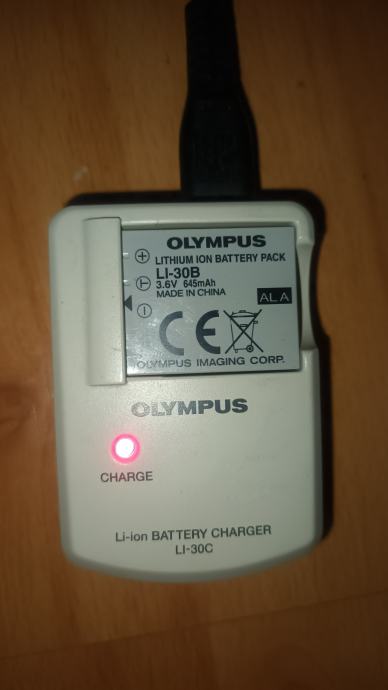 OLYMPUS
LITHIUM ION BATTERY PACK
LI-30B
3.6V 645mAh
MADE IN CHINA
ALA
+
T
−
CE
OLYMPUS IMAGING CORP.
OLYMPUS
CHARGE
Li-ion BATTERY CHARGER
LI-30C